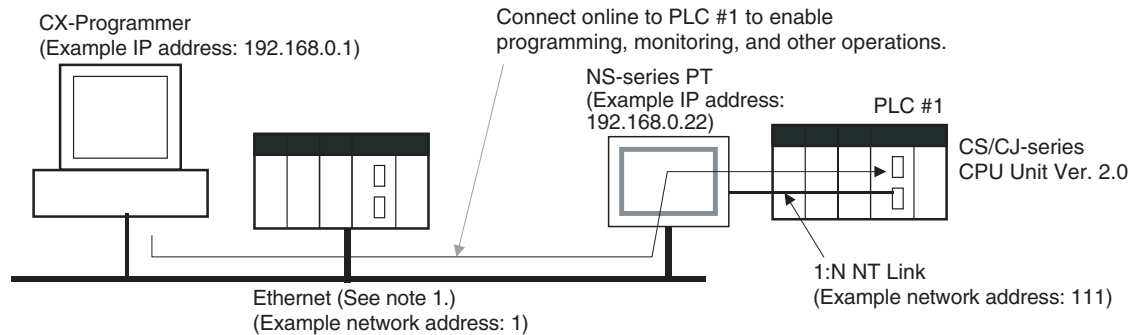 CX-Programmer
(Example IP address: 192.168.0.1)
Connect online to PLC #1 to enable
programming, monitoring, and other operations.
NS-series PT
(Example IP address:
192.168.0.22)
PLC #1
CS/CJ-series
CPU Unit Ver. 2.0
1:N NT Link
(Example network address: 111)
Ethernet (See note 1.)
(Example network address: 1)